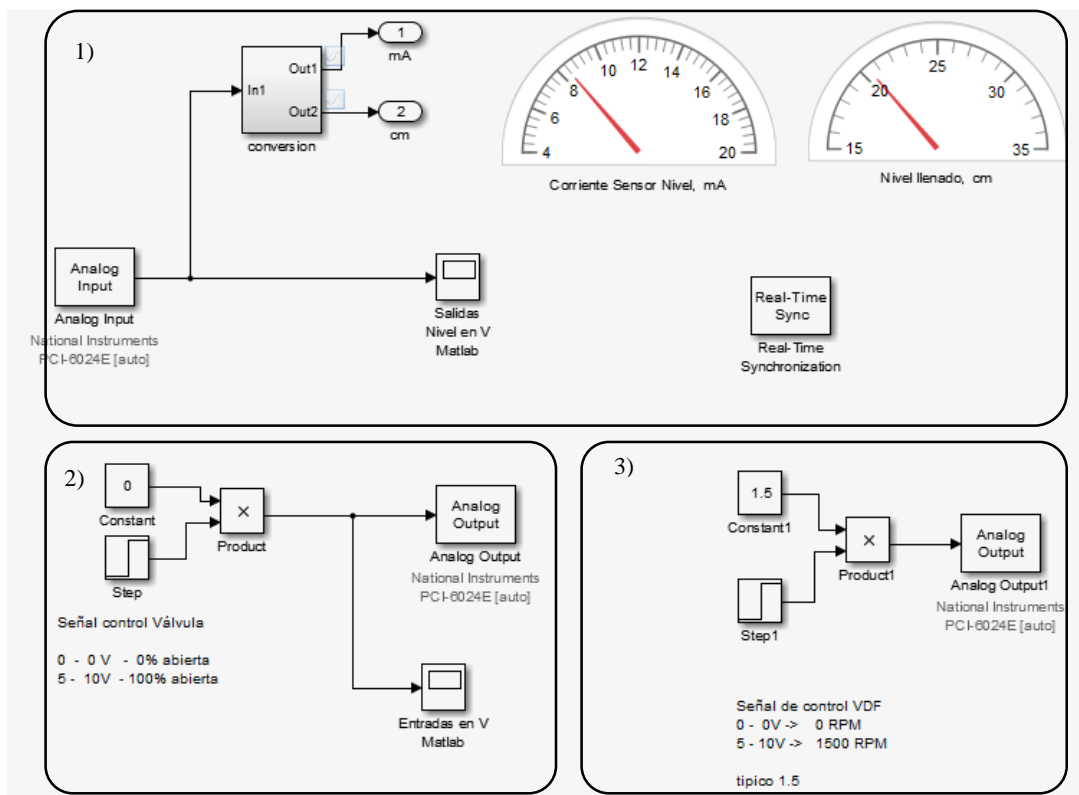 1)
1
mA
In1
Out1
Out2
conversion
2
cm
4
6
8
10
12
14
16
18
20
Corriente Sensor Nivel, mA
15
20
25
30
35
Nivel llenado, cm
Analog
Input
Analog Input
National Instruments
PCI-6024E [auto]
Salidas
Nivel en V
Matlab
Real-Time
Sync
Real-Time
Synchronization
2)
0
Constant
×
Product
Step
Analog
Output
Analog Output
National Instruments
PCI-6024E [auto]
Señal control Válvula
0 - 0 V - 0% abierta
5 - 10V - 100% abierta
Entradas en V
Matlab
3)
1.5
Constant1
×
Product1
Step1
Analog
Output
Analog Output1
National Instruments
PCI-6024E [auto]
Señal de control VDF
0 - 0V -> 0 RPM
5 - 10V -> 1500 RPM
tipico 1.5